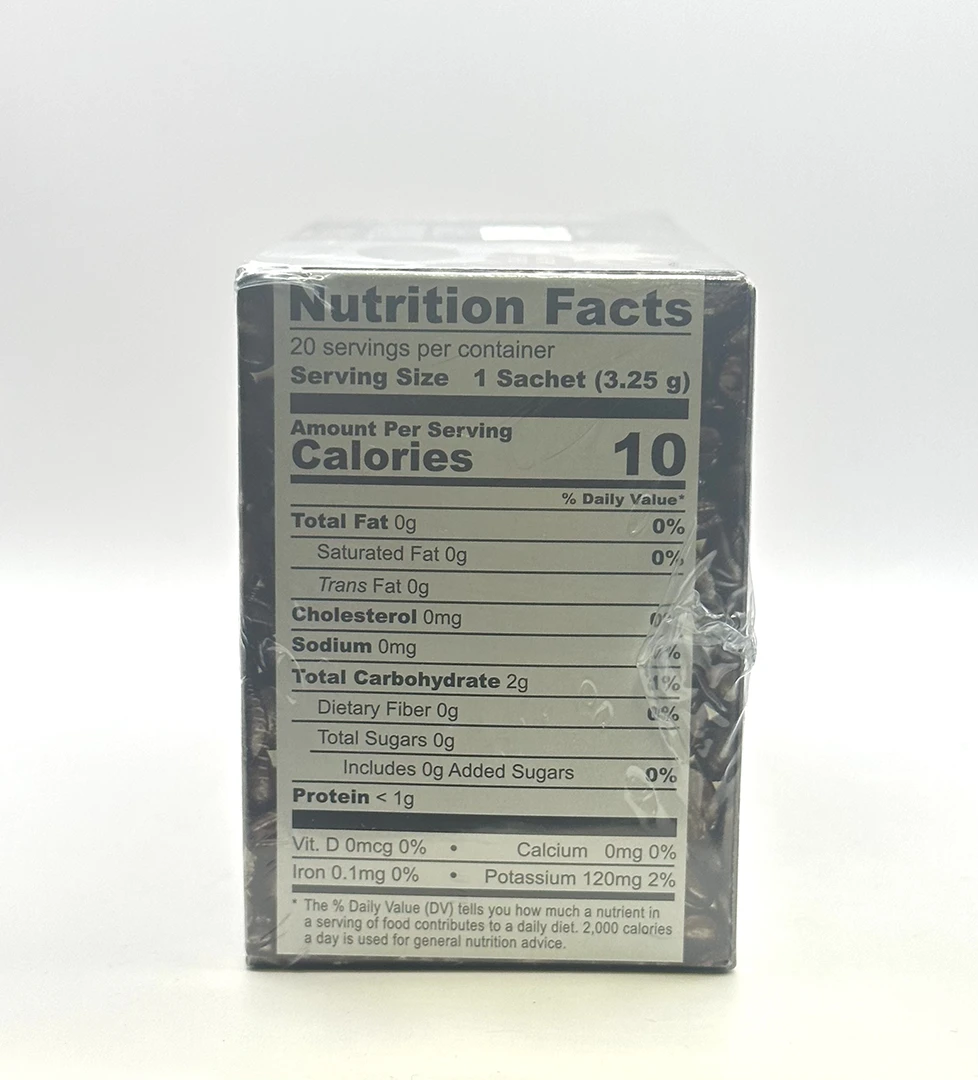 Nutrition Facts
20 servings per container
Serving Size 1 Sachet (3.25 g)
Amount Per Serving
Calories 10
% Daily Value*
Total Fat 0g 0%
Saturated Fat 0g 0%
Trans Fat 0g
Cholesterol 0mg
Sodium 0mg
Total Carbohydrate 2g 1%
Dietary Fiber 0g 0%
Total Sugars 0g
Includes 0g Added Sugars 0%
Protein < 1g
Vit. D 0mcg 0% • Calcium 0mg 0%
Iron 0.1mg 0% • Potassium 120mg 2%
* The % Daily Value (DV) tells you how much a nutrient in
a serving of food contributes to a daily diet. 2,000 calories
a day is used for general nutrition advice.